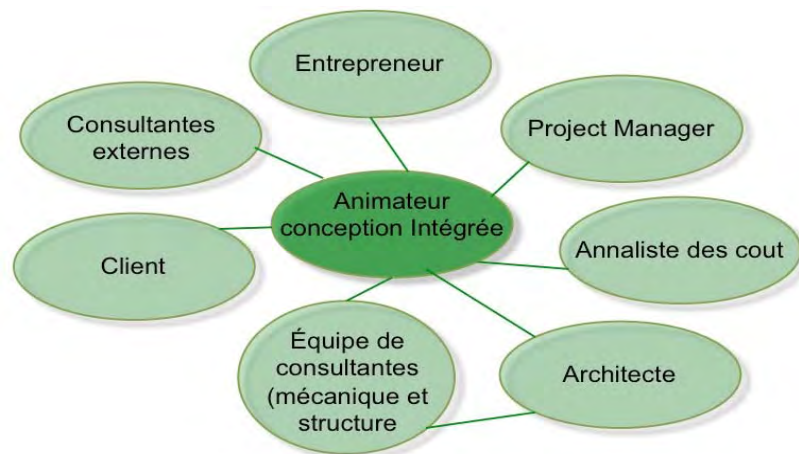 Entrepreneur
Consultantes
externes
Project Manager
Animateur
conception Intégrée
Client
Annaliste des cout
Équipe de
consultantes
(mécanique et
structure
Architecte